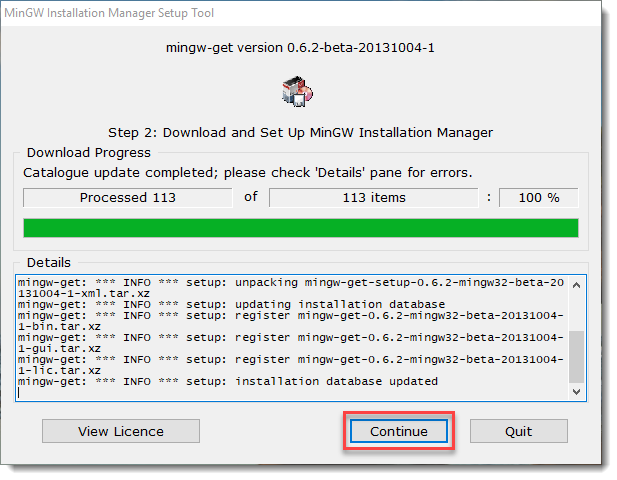 MinGW Installation Manager Setup Tool
mingw-get version 0.6.2-beta-20131004-1
Step 2: Download and Set Up MinGW Installation Manager
Download Progress
Catalogue update completed; please check 'Details' pane for errors.
Processed 113 of 113 items : 100 %
Details
mingw-get: *** INFO *** setup: unpacking mingw-get-setup-0.6.2-mingw32-beta-20
131004-1-xml.tar.xz
mingw-get: *** INFO *** setup: updating installation database
mingw-get: *** INFO *** setup: register mingw-get-0.6.2-mingw32-beta-20131004-
1-bin.tar.xz
mingw-get: *** INFO *** setup: register mingw-get-0.6.2-mingw32-beta-20131004-
1-gui.tar.xz
mingw-get: *** INFO *** setup: register mingw-get-0.6.2-mingw32-beta-20131004-
1-lic.tar.xz
mingw-get: *** INFO *** setup: installation database updated
View Licence Continue Quit